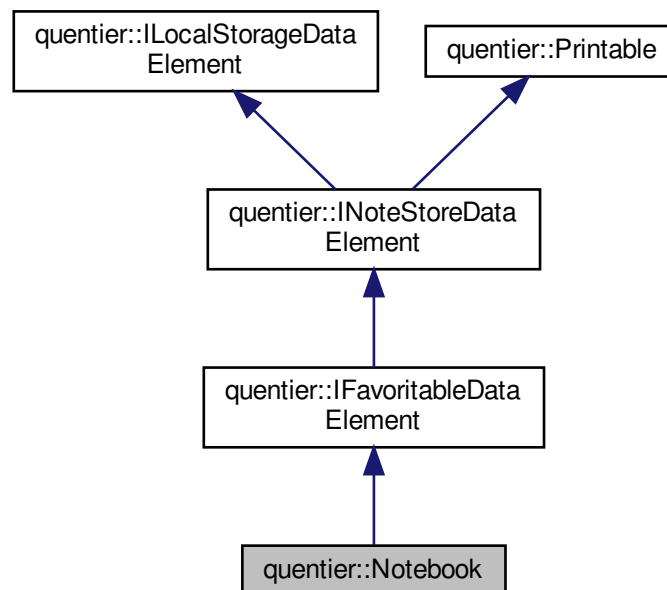 quentier::ILocalStorageData
Element
quentier::Printable
quentier::INoteStoreData
Element
quentier::IFavoritableData
Element
quentier::Notebook